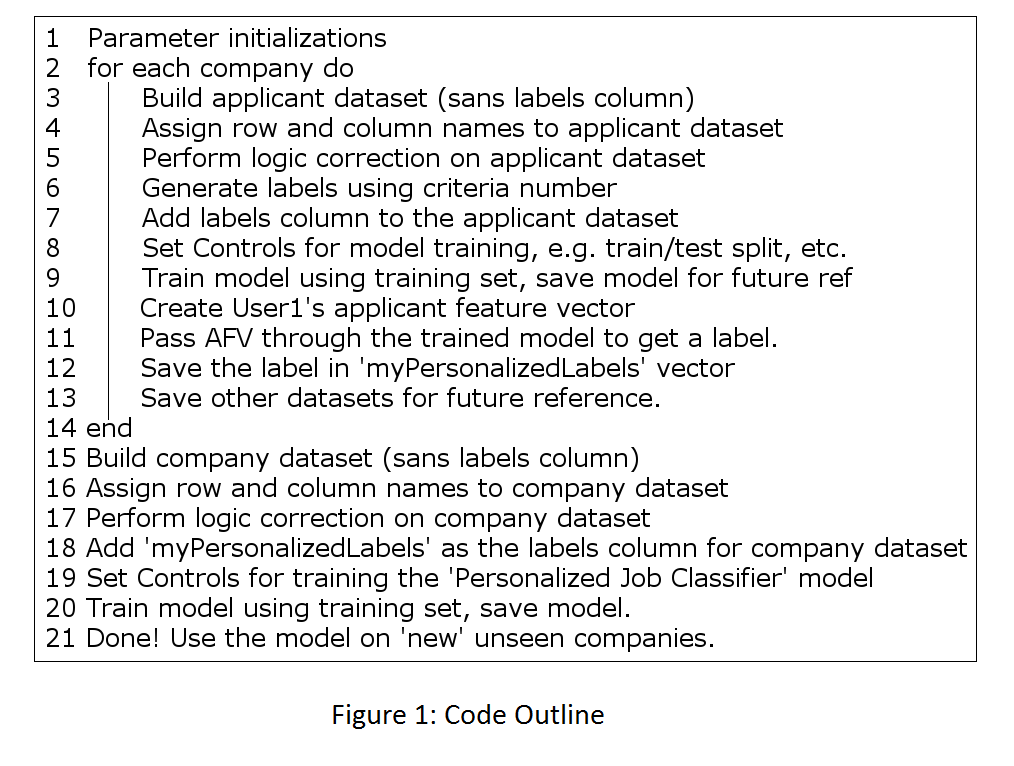 1 Parameter initializations
2 for each company do
3 Build applicant dataset (sans labels column)
4 Assign row and column names to applicant dataset
5 Perform logic correction on applicant dataset
6 Generate labels using criteria number
7 Add labels column to the applicant dataset
8 Set Controls for model training, e.g. train/test split, etc.
9 Train model using training set, save model for future ref
10 Create User1's applicant feature vector
11 Pass AFV through the trained model to get a label.
12 Save the label in 'myPersonalizedLabels' vector
13 Save other datasets for future reference.
14 end
15 Build company dataset (sans labels column)
16 Assign row and column names to company dataset
17 Perform logic correction on company dataset
18 Add 'myPersonalizedLabels' as the labels column for company dataset
19 Set Controls for training the 'Personalized Job Classifier' model
20 Train model using training set, save model.
21 Done! Use the model on 'new' unseen companies.
Figure 1: Code Outline